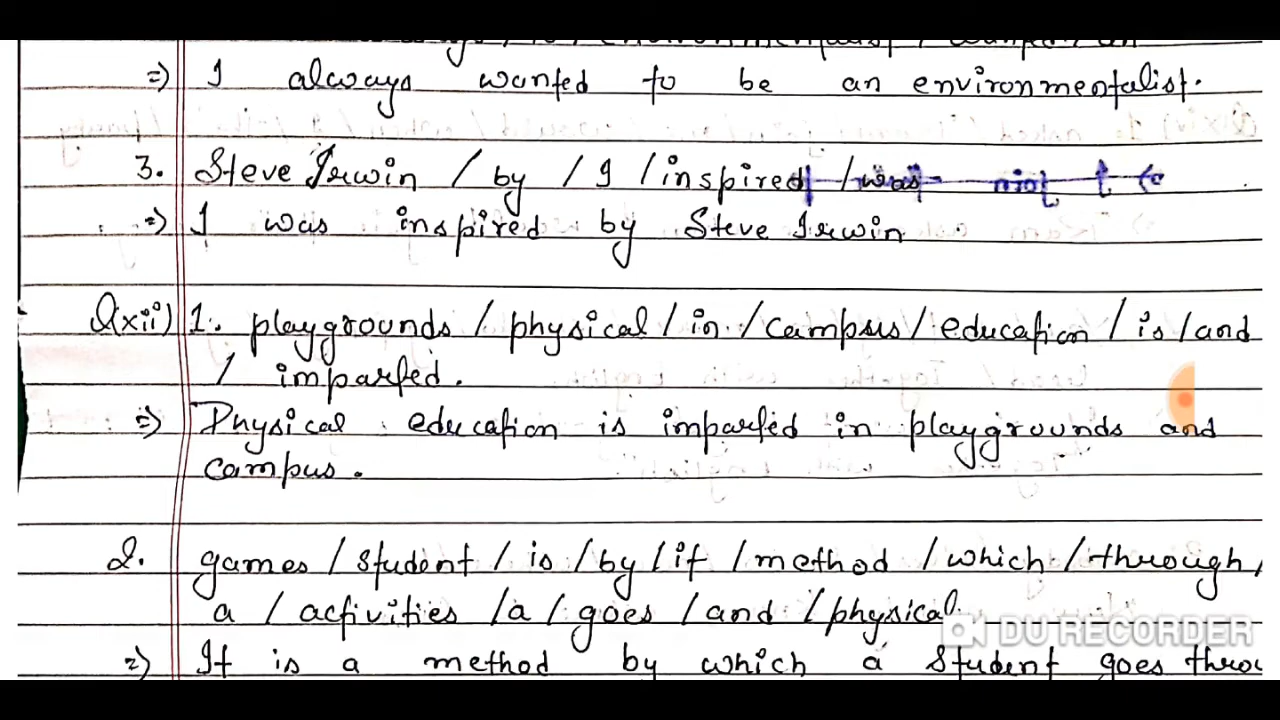 =) I always wanted to be an environmentalist.
3. Steve Irwin / by / I / inspired / was
=) I was inspired by Steve Irwin.
Q(xii) 1. playgrounds / physical / in / campus / education / is / and
/ imparted.
=) Physical education is imparted in playgrounds and
campus.
2. games / student / is / by / it / method / which / through,
a / activities / a / goes / and / physical.
DU RECORDER
=) It is a method by which a student goes